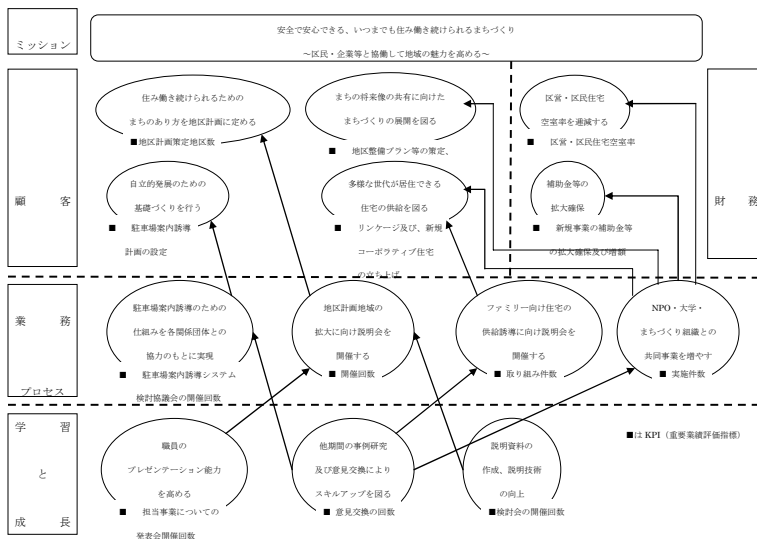 ミッション
安全で安心できる、いつまでも住み働き続けられるまちづくり
～区民・企業等と協働して地域の魅力を高める～
顧 客
住み働き続けられるための
まちのあり方を地区計画に定める
■地区計画策定地区数
まちの将来像の共有に向けた
まちづくりの展開を図る
■ 地区整備プラン等の策定、
区営・区民住宅
空室率を逓減する
■ 区営・区民住宅空室率
財 務
自立的発展のための
基礎づくりを行う
■ 駐車場案内誘導
計画の設定
多様な世代が居住できる
住宅の供給を図る
■ リンケージ及び、新規
コーポラティブ住宅
の立ち上げ
補助金等の
拡大確保
■ 新規事業の補助金等
の拡大確保及び増額
業 務
プロセス
駐車場案内誘導のための
仕組みを各関係団体との
協力のもとに実現
■ 駐車場案内誘導システム
検討協議会の開催回数
地区計画地域の
拡大に向け説明会を
開催する
■ 開催回数
ファミリー向け住宅の
供給誘導に向け説明会を
開催する
■ 取り組み件数
NPO・大学・
まちづくり組織との
共同事業を増やす
■ 実施件数
学 習
と
成 長
職員の
プレゼンテーション能力
を高める
■ 担当事業についての
発表会開催回数
他期間の事例研究
及び意見交換により
スキルアップを図る
■ 意見交換の回数
説明資料の
作成、説明技術
の向上
■検討会の開催回数
■は KPI（重要業績評価指標）